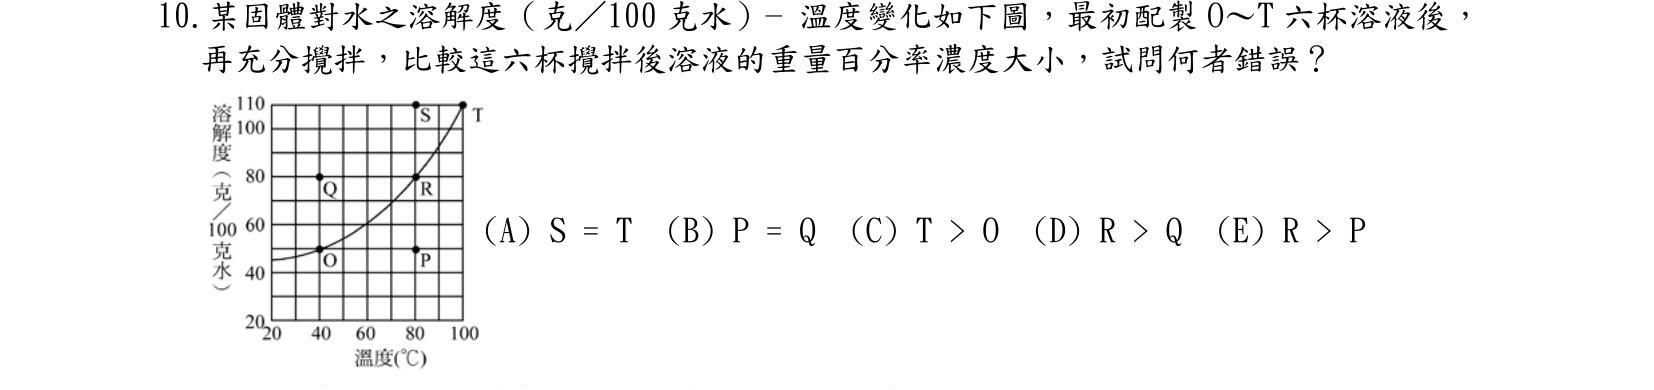 10. 某固體對水之溶解度（克／100 克水）－ 溫度變化如下圖，最初配製 O～T 六杯溶液後，
再充分攪拌，比較這六杯攪拌後溶液的重量百分率濃度大小，試問何者錯誤？
溶解度（克／100克水）
110
100
80
60
40
20
S
T
Q
R
O
P
20 40 60 80 100
溫度(℃)
(A) S = T (B) P = Q (C) T > O (D) R > Q (E) R > P